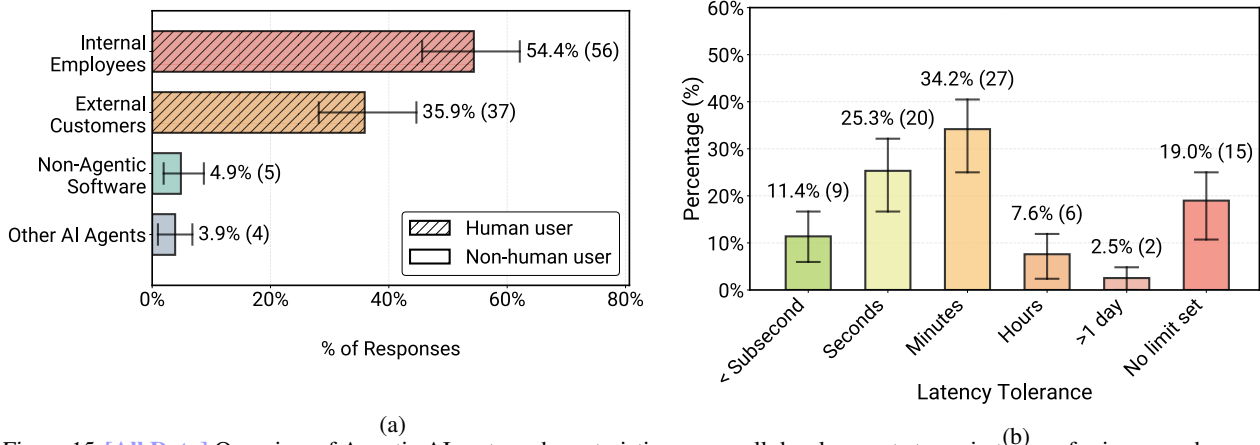 Internal
Employees
54.4% (56)
External
Customers
35.9% (37)
Non-Agentic
Software
4.9% (5)
Other AI Agents
3.9% (4)
Human user
Non-human user
0%
20%
40%
60%
80%
% of Responses
(a)
Percentage (%)
60%
50%
40%
30%
20%
10%
0%
11.4% (9)
25.3% (20)
34.2% (27)
7.6% (6)
2.5% (2)
19.0% (15)
< Subsecond
Seconds
Minutes
Hours
>1 day
No limit set
Latency Tolerance
(b)